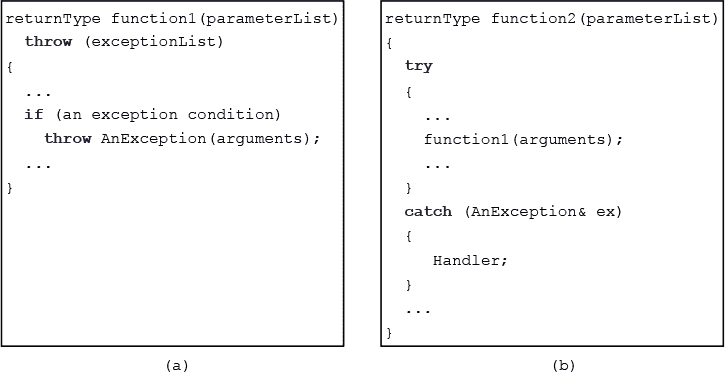 returnType function1(parameterList)
throw (exceptionList)
{
...
if (an exception condition)
throw AnException(arguments);
...
}
(a)
returnType function2(parameterList)
{
try
{
...
function1(arguments);
...
}
catch (AnException& ex)
{
Handler;
}
...
}
(b)